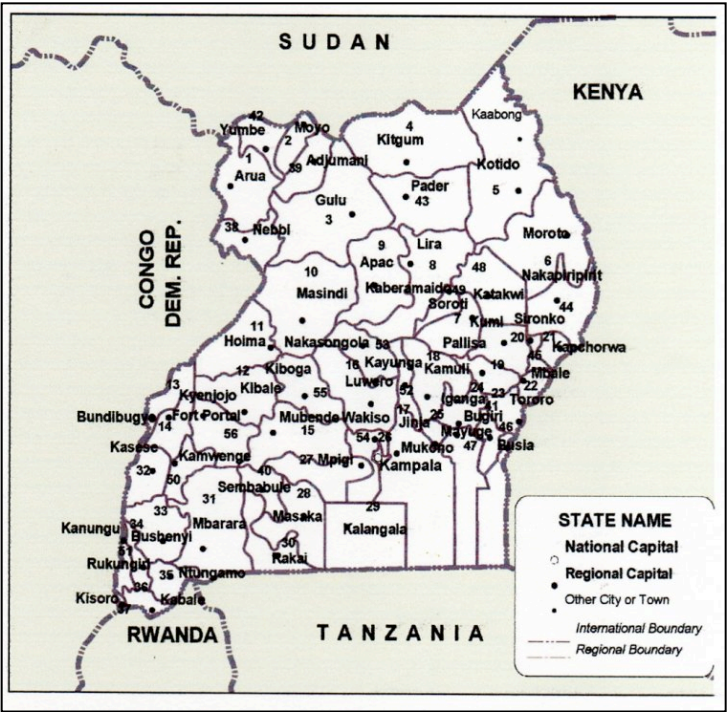 SUDAN
KENYA
42
Yumbe
Moyo
4
Kaabong
2
Kitgum
1
39
Adjumani
Arua
Kotido
Pader
5
Gulu
43
3
38
Nebbi
Moroto
CONGO
DEM. REP.
9
Lira
10
Apac
8
48
6
Nakapiripirit
Masindi
Kaberamaido
49
Katakwi
Soroti
44
11
7
Kumi
Sironko
Hoima
Nakasongola
53
Pallisa
20
21
Kapchorwa
12
Kiboga
16
Kayunga
18
Kamuli
19
45
Mbale
13
Kyenjojo
Kibale
55
Luwero
52
24
22
Bundibugyo
14
Fort Portal
Mubende
Wakiso
17
Iganga
23
Tororo
56
15
Jinja
25
Bugiri
Kasese
54
26
Mayuge
46
Busia
Kamwenge
27
Mpigi
Mukono
47
32
50
40
Kampala
Sembabule
31
28
33
29
Kanungu
34
Bushenyi
Mbarara
Masaka
Kalangala
51
30
Rukungiri
Rakai
35
Ntungamo
36
Kisoro
Kabale
37
RWANDA
TANZANIA
STATE NAME
National Capital
Regional Capital
Other City or Town
International Boundary
Regional Boundary